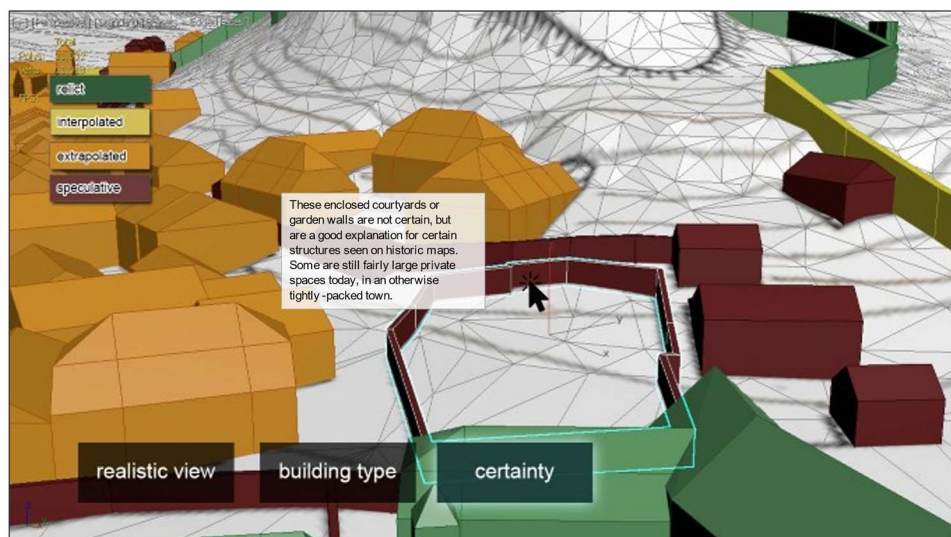 Total
relict
interpolated
extrapolated
speculative
These enclosed courtyards or
garden walls are not certain, but
are a good explanation for certain
structures seen on historic maps.
Some are still fairly large private
spaces today, in an otherwise
tightly -packed town.
y
x
realistic view
building type
certainty